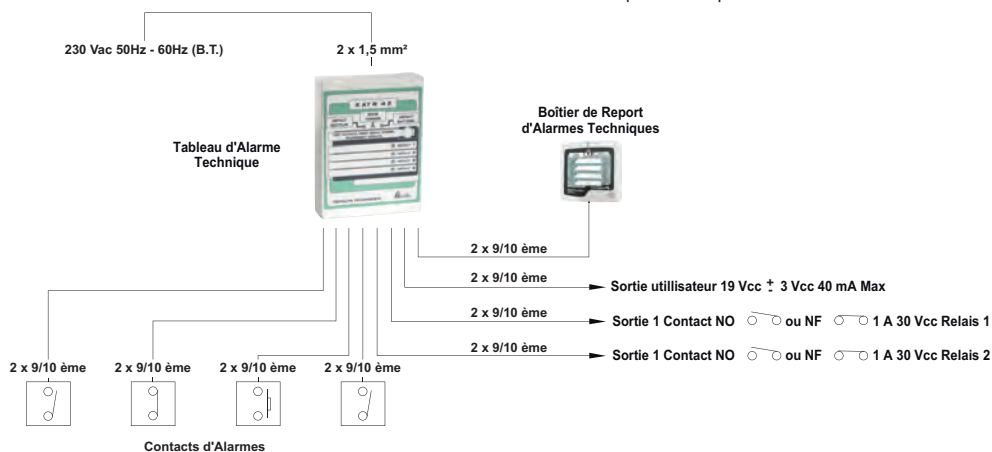 230 Vac 50Hz - 60Hz (B.T.)
2 x 1,5 mm²
Tableau d'Alarme
Technique
Boîtier de Report
d'Alarmes Techniques
2 x 9/10 ème
2 x 9/10 ème
Sortie utilisateur 19 Vcc ± 3 Vcc 40 mA Max
2 x 9/10 ème
Sortie 1 Contact NO ou NF 1 A 30 Vcc Relais 1
2 x 9/10 ème
Sortie 1 Contact NO ou NF 1 A 30 Vcc Relais 2
2 x 9/10 ème
2 x 9/10 ème
2 x 9/10 ème
2 x 9/10 ème
Contacts d'Alarmes